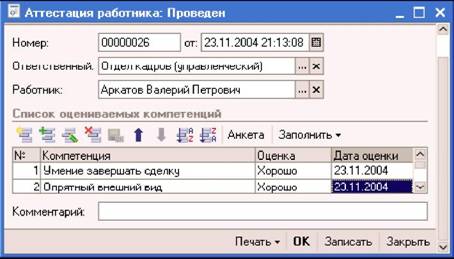 Аттестация работника: Проведен
Номер: 00000026 от: 23.11.2004 21:13:08
Ответственный: Отдел кадров (управленческий) ... ×
Работник: Аркатов Валерий Петрович ... ×
Список оцениваемых компетенций
Анкета Заполнить
№ Компетенция Оценка Дата оценки
1 Умение завершать сделку Хорошо 23.11.2004
2 Опрятный внешний вид Хорошо 23.11.2004
Комментарий:
Печать OK Записать Закрыть